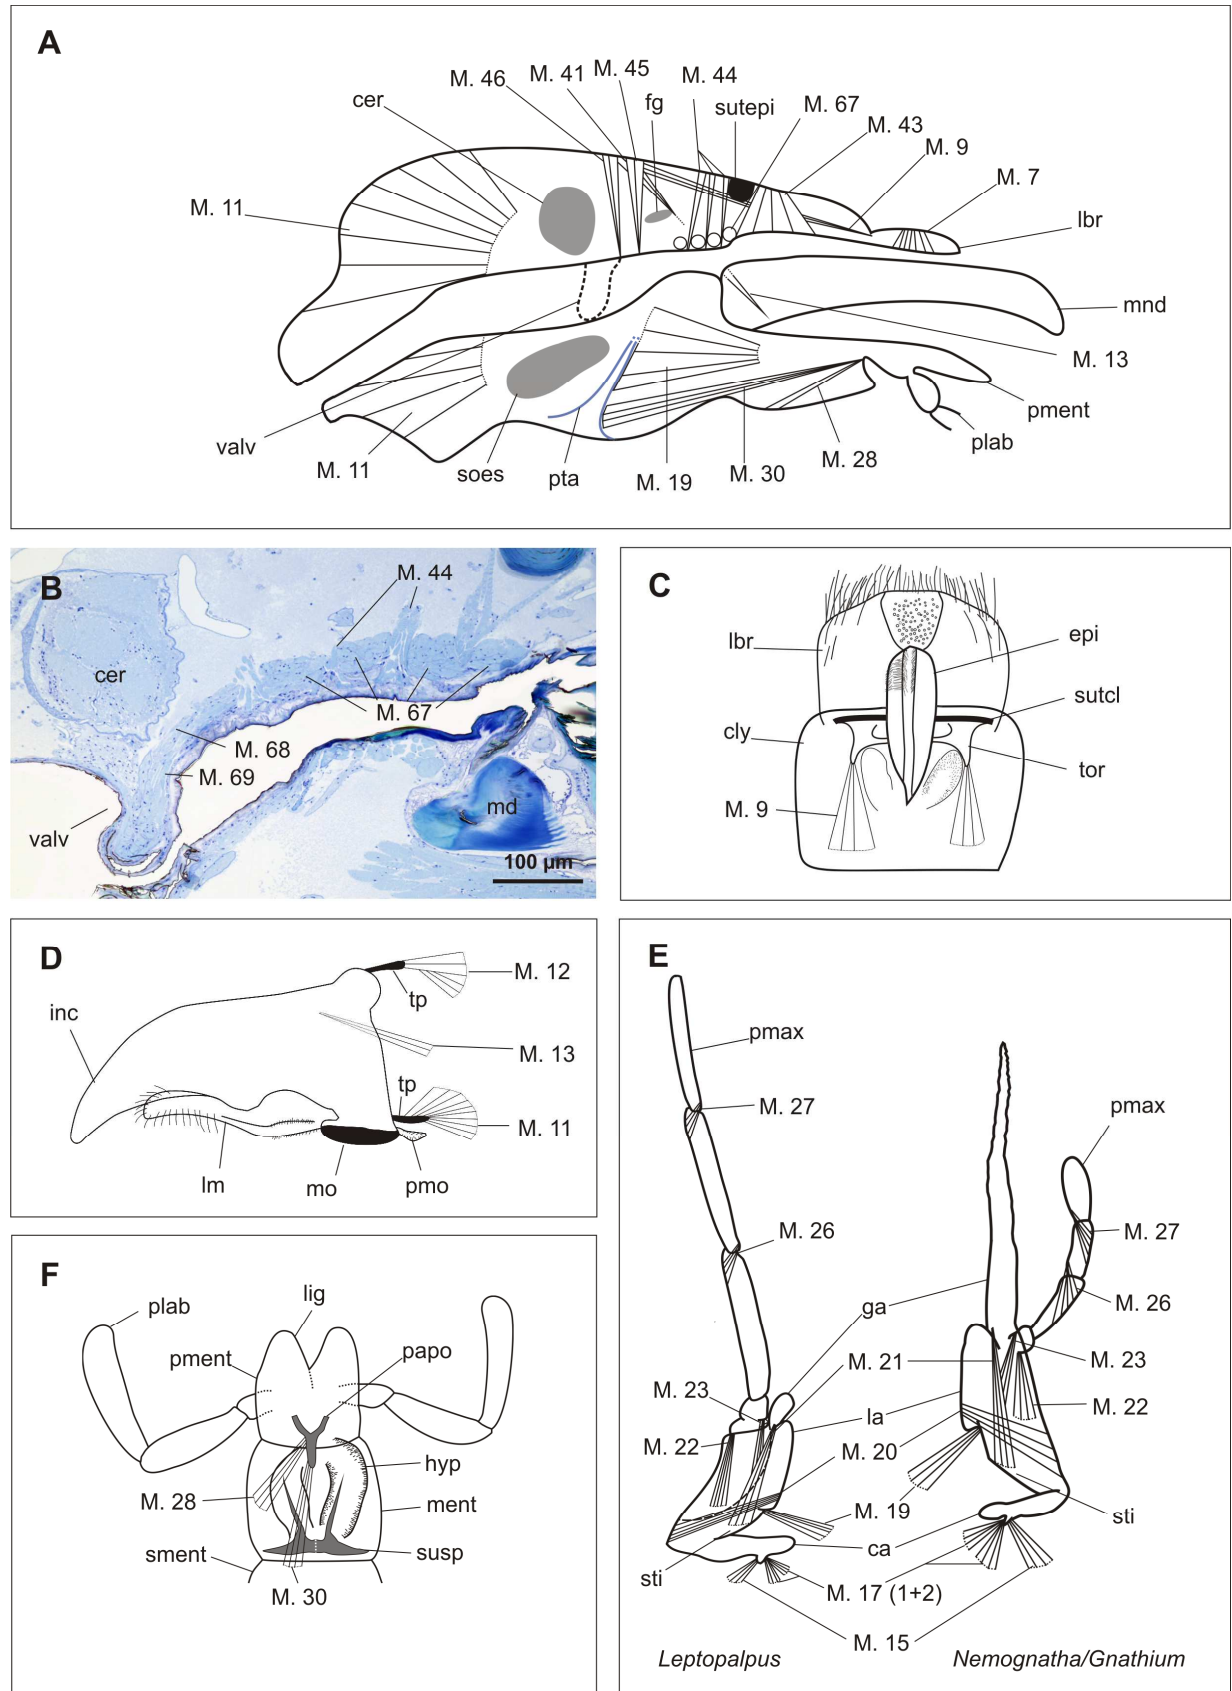 A
M. 46
M. 41
M. 45
M. 44
cer
fg
sutepi
M. 67
M. 43
M. 9
M. 7
M. 11
lbr
mnd
M. 13
pment
plab
valv
M. 11
soes
pta
M. 19
M. 30
M. 28
B
M. 44
cer
M. 67
M. 68
M. 69
valv
md
100 µm
C
lbr
epi
sutcl
cly
tor
M. 9
D
M. 12
tp
inc
M. 13
tp
M. 11
lm
mo
pmo
E
pmax
M. 27
pmax
M. 26
M. 27
ga
M. 26
M. 21
M. 23
M. 23
la
M. 22
M. 22
M. 20
M. 19
sti
ca
sti
M. 17 (1+2)
M. 15
Leptopalpus
Nemognatha/Gnathium
F
plab
lig
pment
papo
hyp
M. 28
ment
sment
susp
M. 30